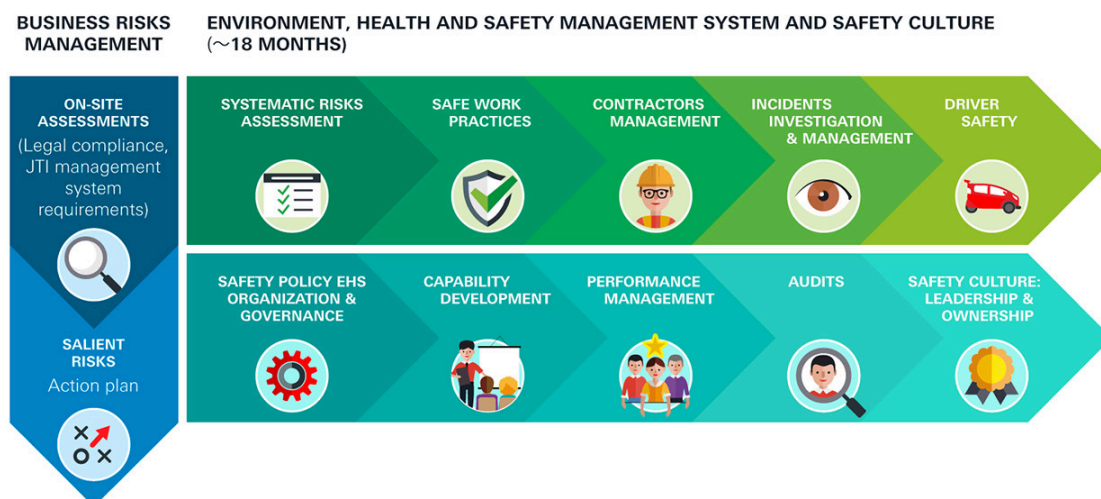 BUSINESS RISKS
MANAGEMENT
ENVIRONMENT, HEALTH AND SAFETY MANAGEMENT SYSTEM AND SAFETY CULTURE
(~18 MONTHS)
ON-SITE
ASSESSMENTS
(Legal compliance,
JTI management
system
requirements)
SALIENT
RISKS
Action plan
SYSTEMATIC RISKS
ASSESSMENT
SAFE WORK
PRACTICES
CONTRACTORS
MANAGEMENT
INCIDENTS
INVESTIGATION
& MANAGEMENT
DRIVER
SAFETY
SAFETY POLICY EHS
ORGANIZATION &
GOVERNANCE
CAPABILITY
DEVELOPMENT
PERFORMANCE
MANAGEMENT
AUDITS
SAFETY CULTURE:
LEADERSHIP &
OWNERSHIP